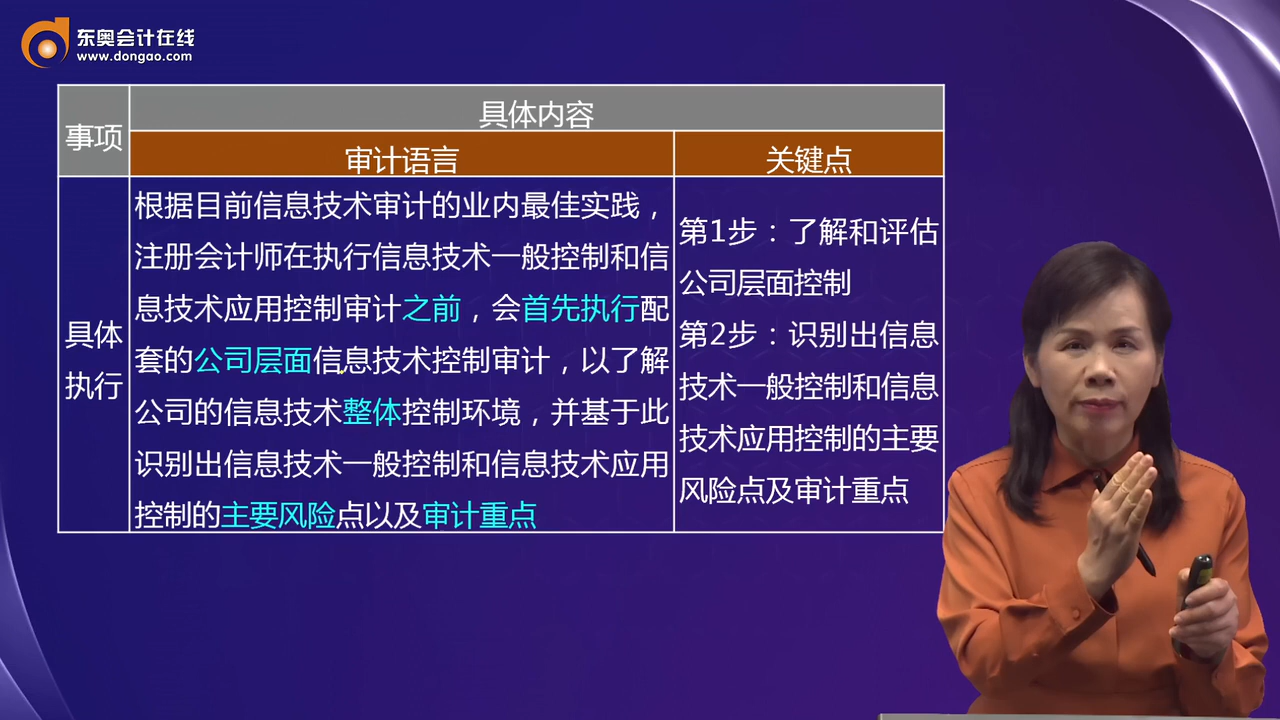 东奥会计在线
www.dongao.com
事项
具体内容
审计语言
关键点
具体
执行
根据目前信息技术审计的业内最佳实践，
注册会计师在执行信息技术一般控制和信
息技术应用控制审计之前，会首先执行配
套的公司层面信息技术控制审计，以了解
公司的信息技术整体控制环境，并基于此
识别出信息技术一般控制和信息技术应用
控制的主要风险点以及审计重点
第1步：了解和评估
公司层面控制
第2步：识别出信息
技术一般控制和信息
技术应用控制的主要
风险点及审计重点